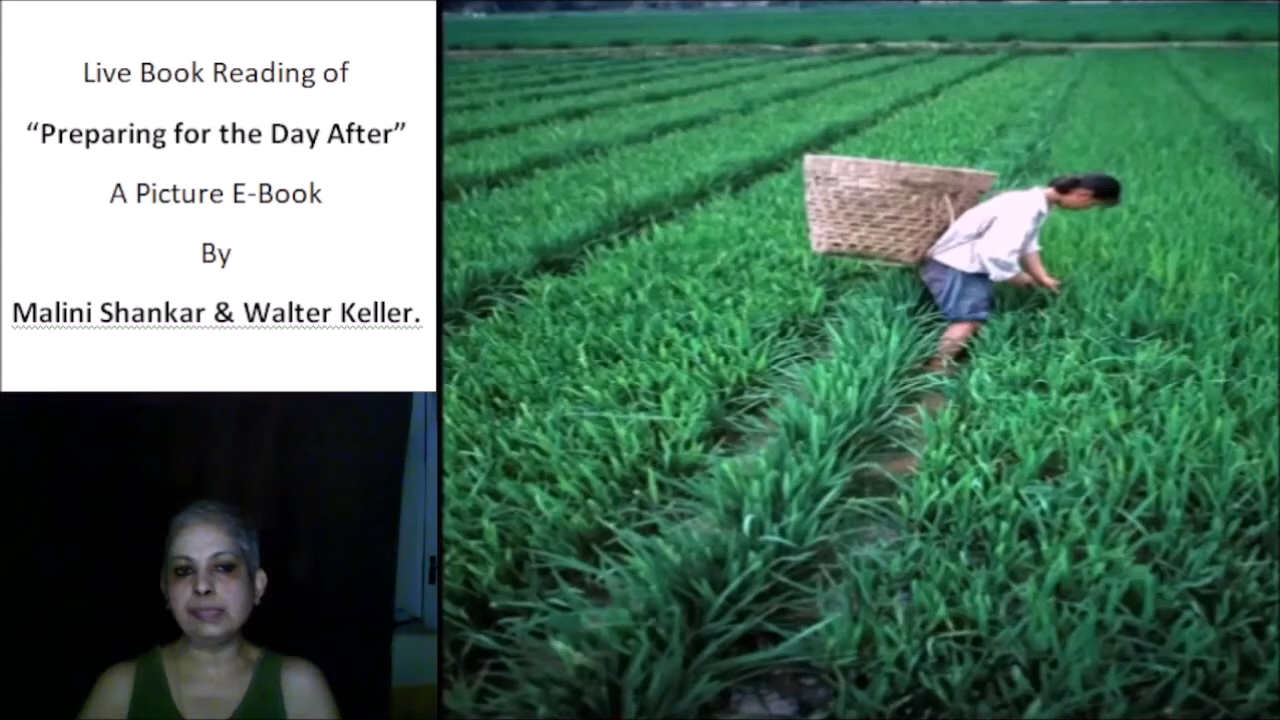 Live Book Reading of
“Preparing for the Day After”
A Picture E-Book
By
Malini Shankar & Walter Keller.